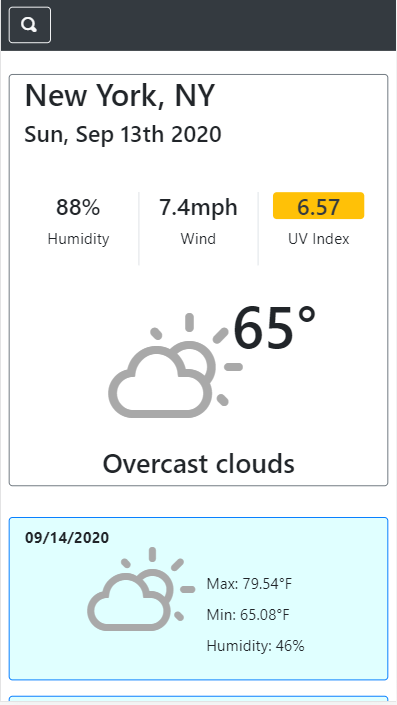 New York, NY
Sun, Sep 13th 2020
88% 7.4mph 6.57
Humidity Wind UV Index
65°
Overcast clouds
09/14/2020
Max: 79.54°F
Min: 65.08°F
Humidity: 46%